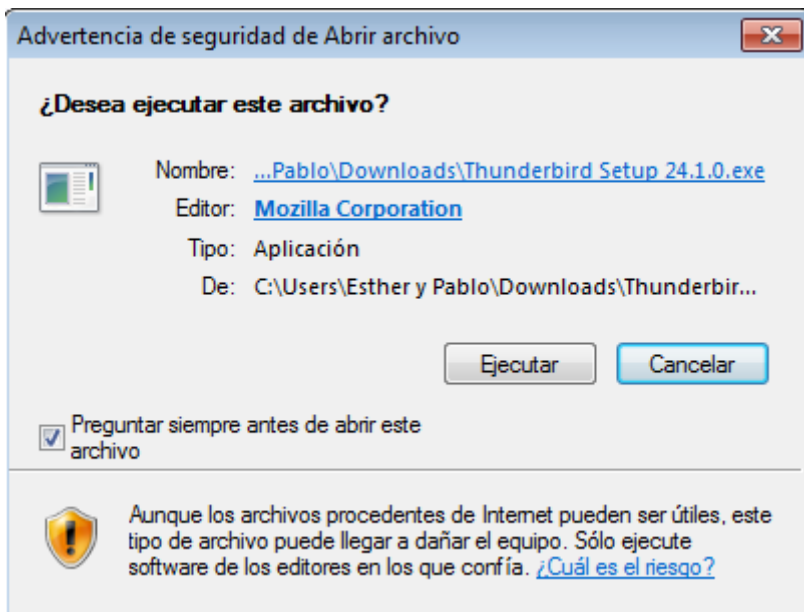 Advertencia de seguridad de Abrir archivo
¿Desea ejecutar este archivo?
Nombre: ...Pablo\Downloads\Thunderbird Setup 24.1.0.exe
Editor: Mozilla Corporation
Tipo: Aplicación
De: C:\Users\Esther y Pablo\Downloads\Thunderbir...
Ejecutar Cancelar
Preguntar siempre antes de abrir este
archivo
Aunque los archivos procedentes de Internet pueden ser útiles, este
tipo de archivo puede llegar a dañar el equipo. Sólo ejecute
software de los editores en los que confía. ¿Cuál es el riesgo?